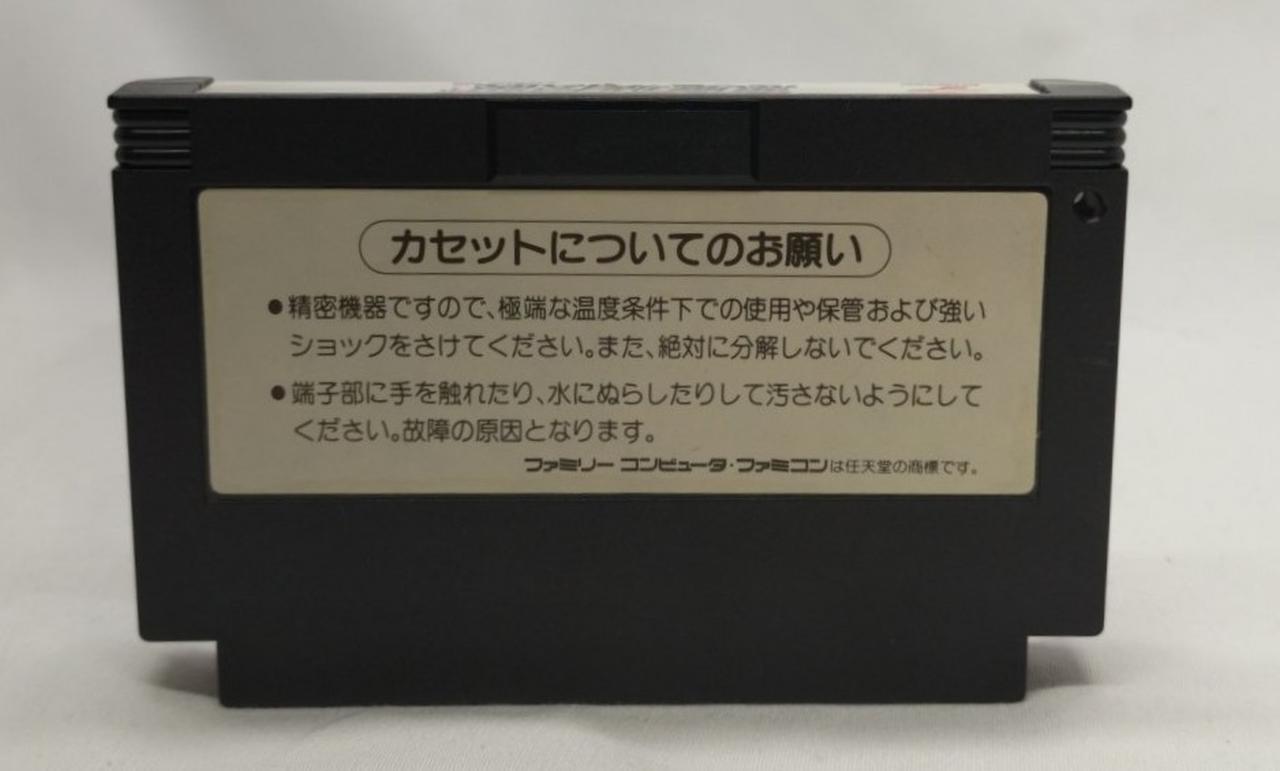 カセットについてのお願い
●精密機器ですので、極端な温度条件下での使用や保管および強い
ショックをさけてください。また、絶対に分解しないでください。
●端子部に手を触れたり、水にぬらしたりして汚さないようにして
ください。故障の原因となります。
ファミリー コンピュータ・ファミコンは任天堂の商標です。